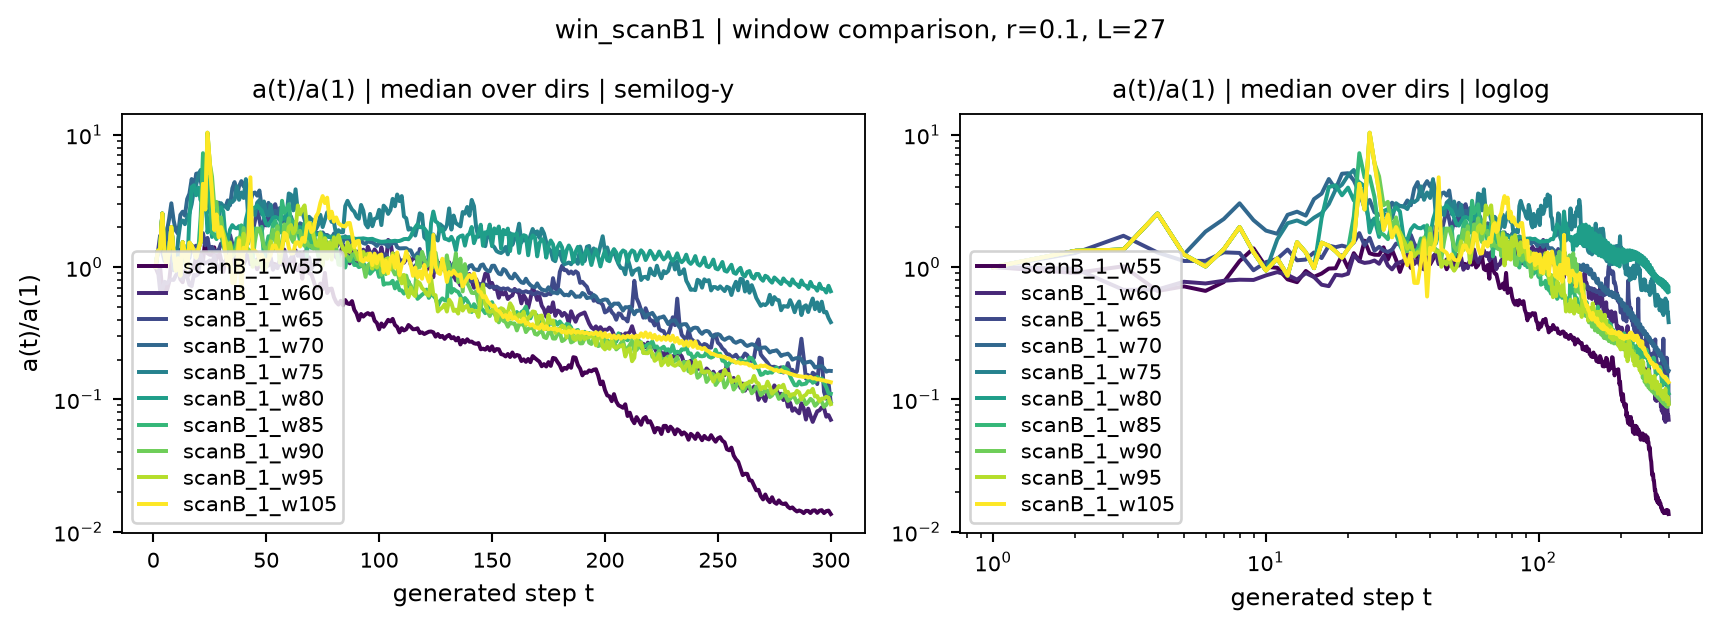 win_scanB1 | window comparison, r=0.1, L=27
a(t)/a(1) | median over dirs | semilog-y
a(t)/a(1)
10¹
10⁰
10⁻¹
10⁻²
scanB_1_w55
scanB_1_w60
scanB_1_w65
scanB_1_w70
scanB_1_w75
scanB_1_w80
scanB_1_w85
scanB_1_w90
scanB_1_w95
scanB_1_w105
0 50 100 150 200 250 300
generated step t
a(t)/a(1) | median over dirs | loglog
10¹
10⁰
10⁻¹
10⁻²
scanB_1_w55
scanB_1_w60
scanB_1_w65
scanB_1_w70
scanB_1_w75
scanB_1_w80
scanB_1_w85
scanB_1_w90
scanB_1_w95
scanB_1_w105
10⁰ 10¹ 10²
generated step t